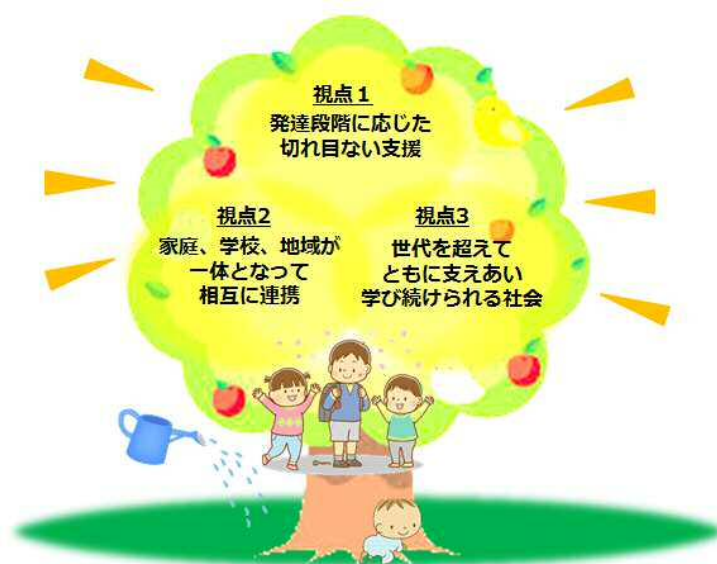 視点１
発達段階に応じた
切れ目ない支援
視点2
家庭、学校、地域が
一体となって
相互に連携
視点3
世代を超えて
ともに支えあい
学び続けられる社会